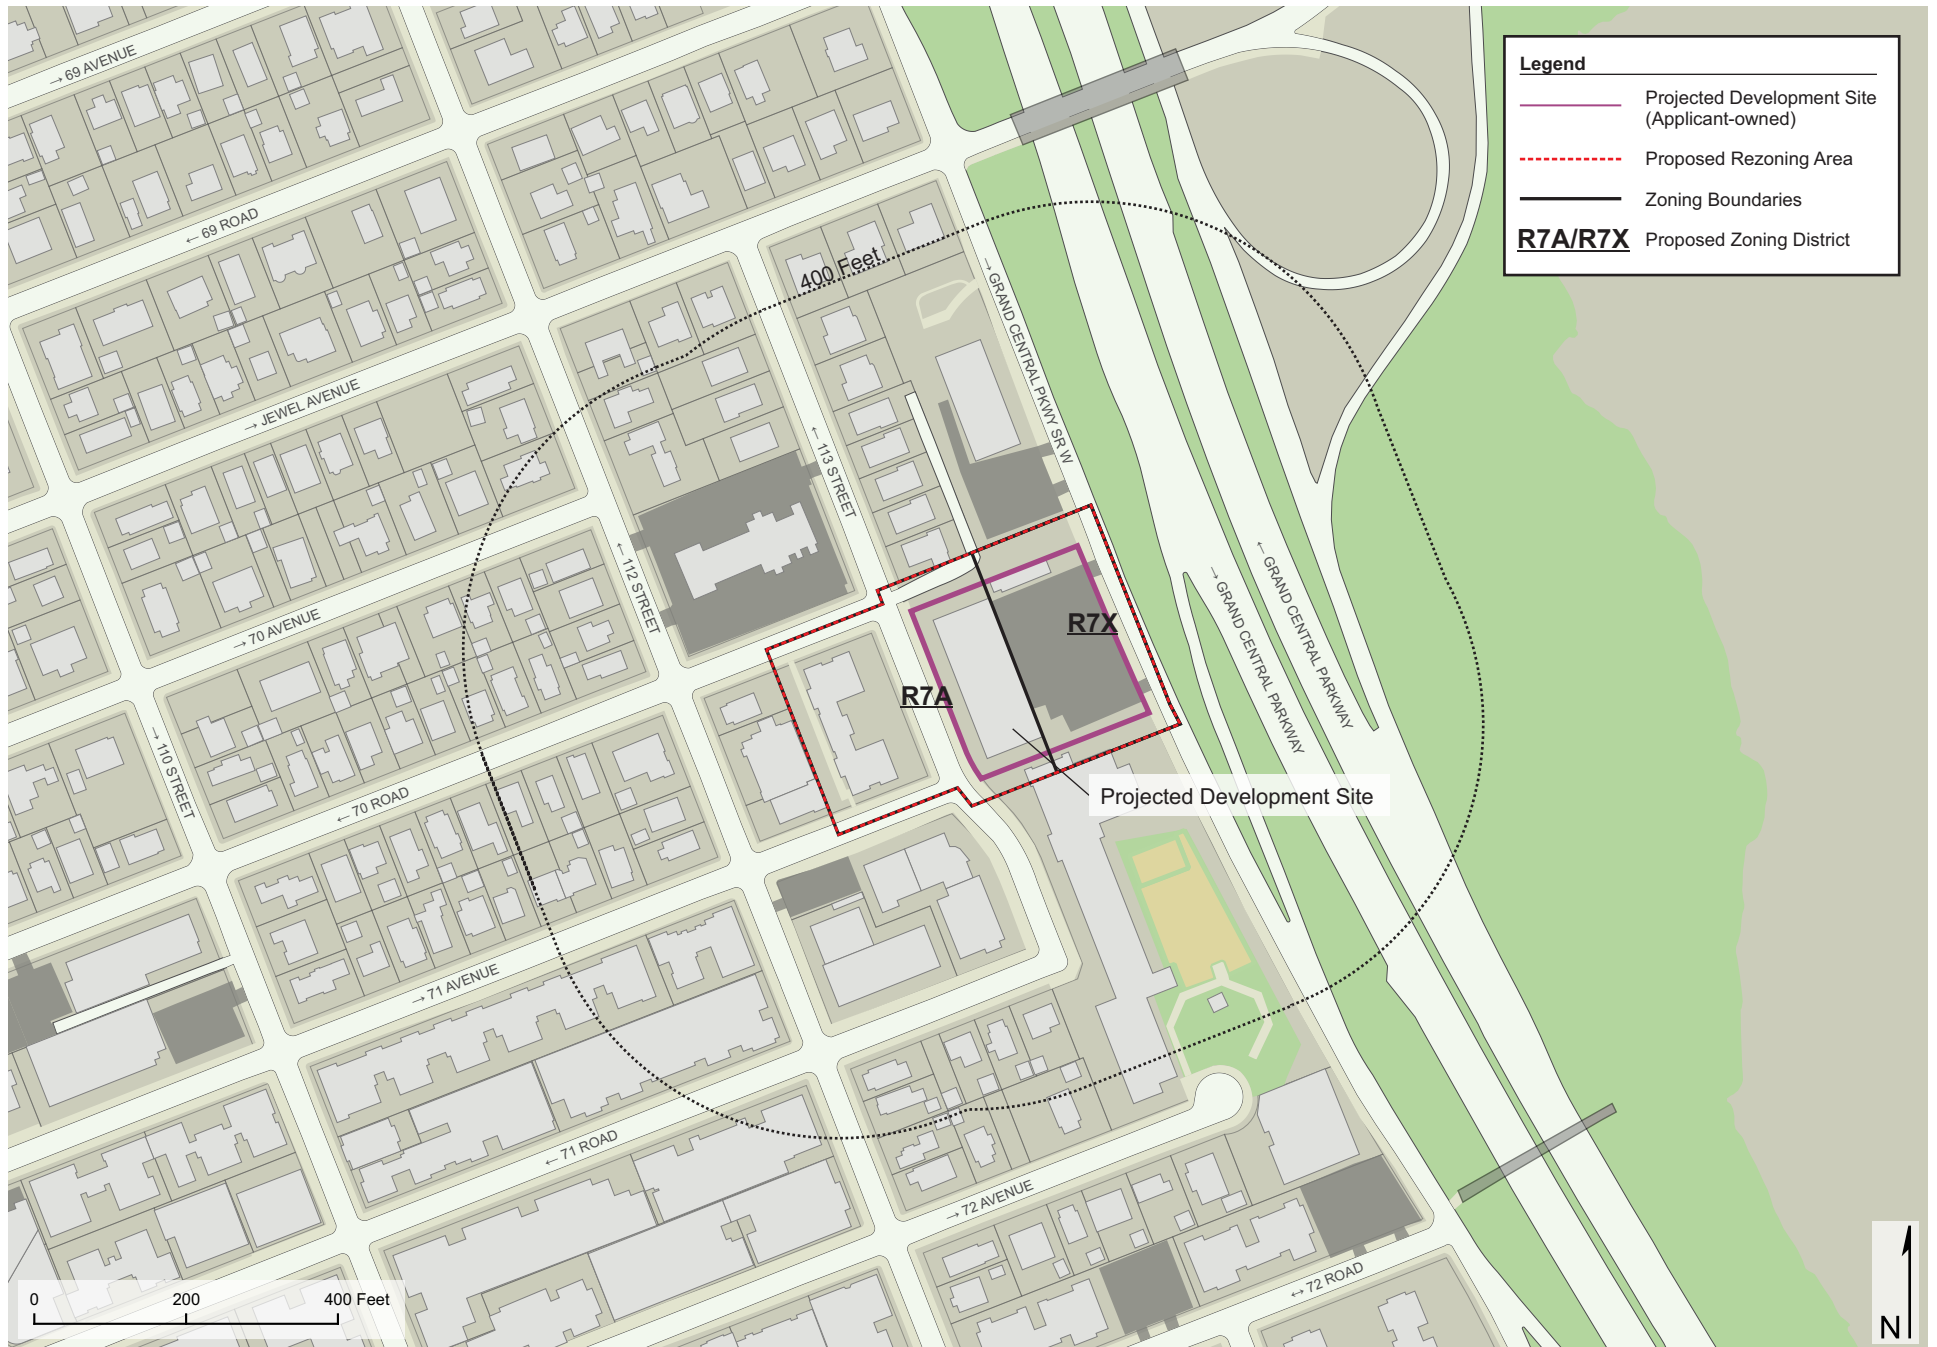 → 69 AVENUE
Legend
Projected Development Site
(Applicant-owned)
Proposed Rezoning Area
Zoning Boundaries
R7A/R7X Proposed Zoning District
← 69 ROAD
400 Feet
→ GRAND CENTRAL PKWY SR W
→ JEWEL AVENUE
← 113 STREET
← 112 STREET
→ 70 AVENUE
R7X
← GRAND CENTRAL PARKWAY
→ GRAND CENTRAL PARKWAY
R7A
→ 110 STREET
← 70 ROAD
Projected Development Site
→ 71 AVENUE
← 71 ROAD
→ 72 AVENUE
↔ 72 ROAD
0 200 400 Feet
N